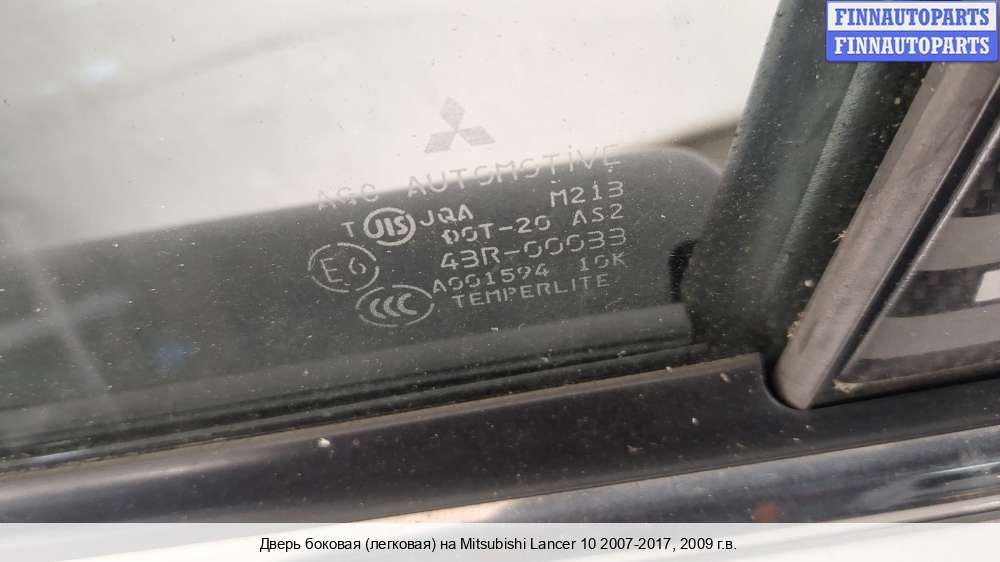 FINNAUTOPARTS
FINNAUTOPARTS
AGC AUTOMOTIVE
T JIS JQA M213
DOT-20 AS2
E6 43R-00033
CCC A001594 10K
TEMPERLITE
Дверь боковая (легковая) на Mitsubishi Lancer 10 2007-2017, 2009 г.в.